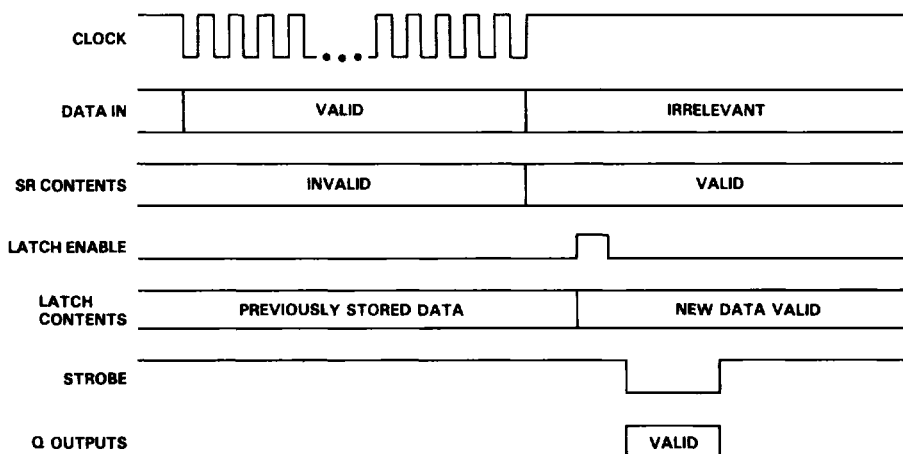 CLOCK
DATA IN VALID IRRELEVANT
SR CONTENTS INVALID VALID
LATCH ENABLE
LATCH CONTENTS PREVIOUSLY STORED DATA NEW DATA VALID
STROBE
Q OUTPUTS VALID